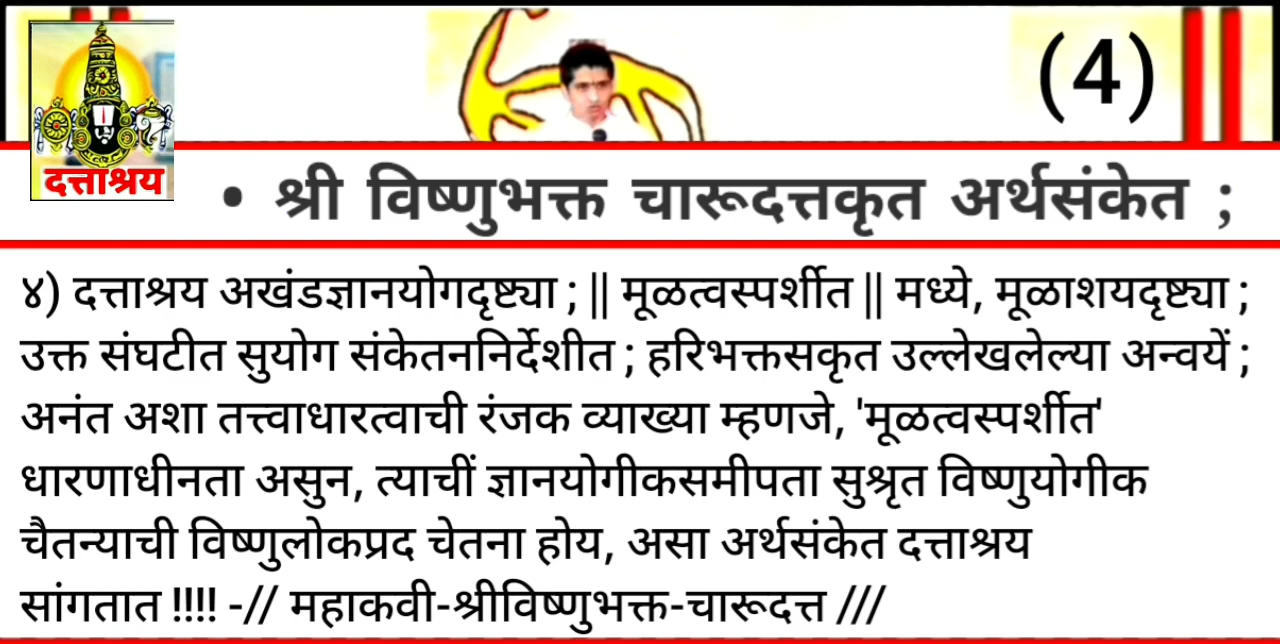 (4)
दत्ताश्रय
• श्री विष्णुभक्त चारूदत्तकृत अर्थसंकेत ;
४) दत्ताश्रय अखंडज्ञानयोगदृष्ट्या ; || मूळत्वस्पर्शीत || मध्ये, मूळाशयदृष्ट्या ;
उक्त संघटीत सुयोग संकेतननिर्देशीत ; हरिभक्तसकृत उल्लेखलेल्या अन्वयें ;
अनंत अशा तत्त्वाधारत्वाची रंजक व्याख्या म्हणजे, 'मूळत्वस्पर्शीत'
धारणाधीनता असुन, त्याचीं ज्ञानयोगीकसमीपता सुश्रृत विष्णुयोगीक
चैतन्याची विष्णुलोकप्रद चेतना होय, असा अर्थसंकेत दत्ताश्रय
सांगतात !!!! -// महाकवी-श्रीविष्णुभक्त-चारूदत्त ///